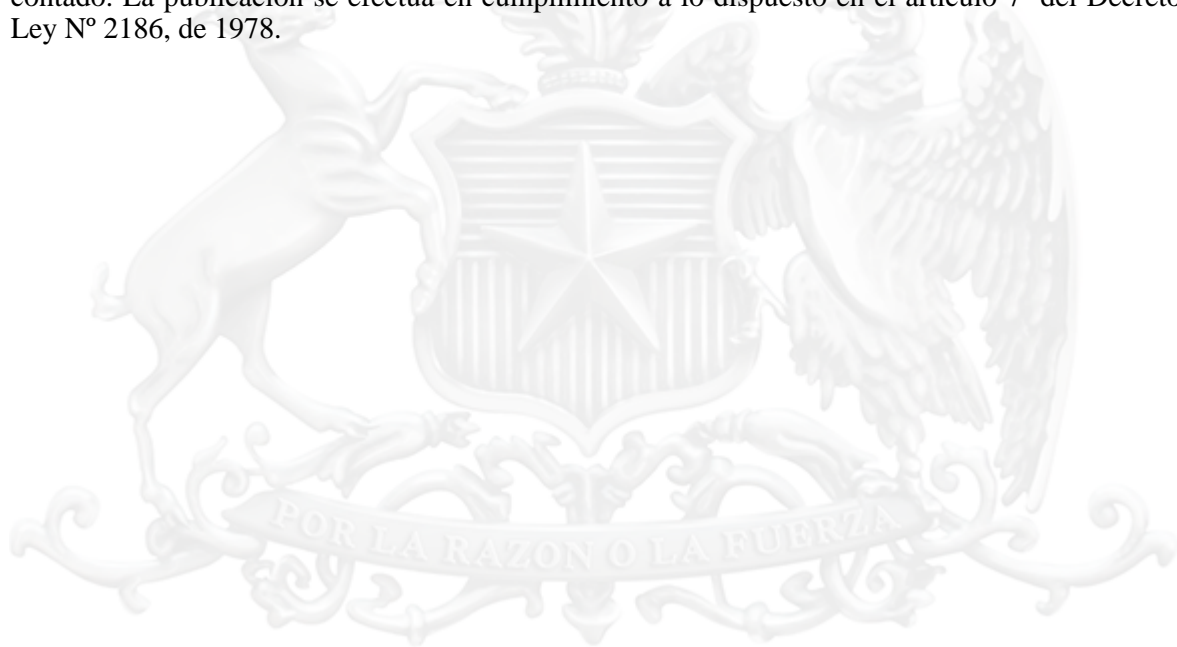 contado. La publicación se efectúa en cumplimiento a lo dispuesto en el artículo 7º del Decreto
Ley Nº 2186, de 1978.
POR LA RAZON O LA FUERZA